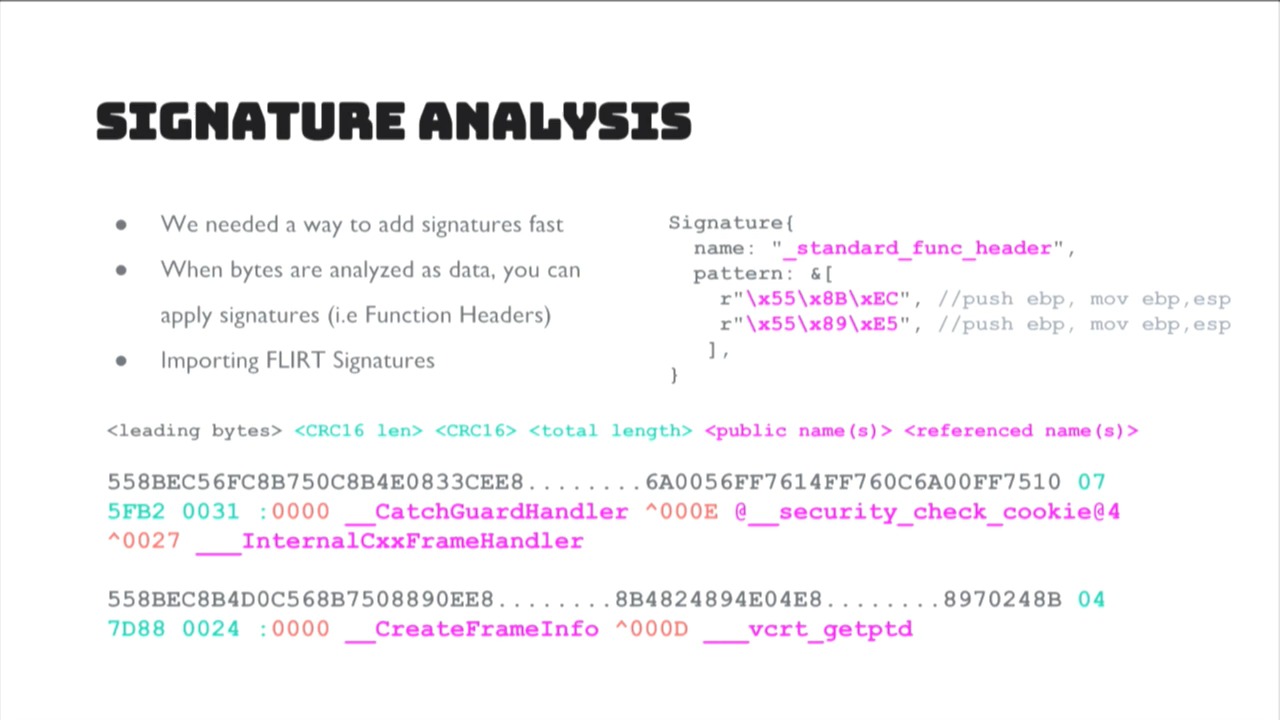 SIGNATURE ANALYSIS
● We needed a way to add signatures fast
● When bytes are analyzed as data, you can
apply signatures (i.e Function Headers)
● Importing FLIRT Signatures
Signature{
name: "_standard_func_header",
pattern: &[
r"\x55\x8B\xEC", //push ebp, mov ebp,esp
r"\x55\x89\xE5", //push ebp, mov ebp,esp
],
}
<leading bytes> <CRC16 len> <CRC16> <total length> <public name(s)> <referenced name(s)>
558BEC56FC8B750C8B4E0833CEE8........6A0056FF7614FF760C6A00FF7510 07
5FB2 0031 :0000 __CatchGuardHandler ^000E @__security_check_cookie@4
^0027 ___InternalCxxFrameHandler
558BEC8B4D0C568B7508890EE8........8B4824894E04E8........8970248B 04
7D88 0024 :0000 __CreateFrameInfo ^000D ___vcrt_getptd